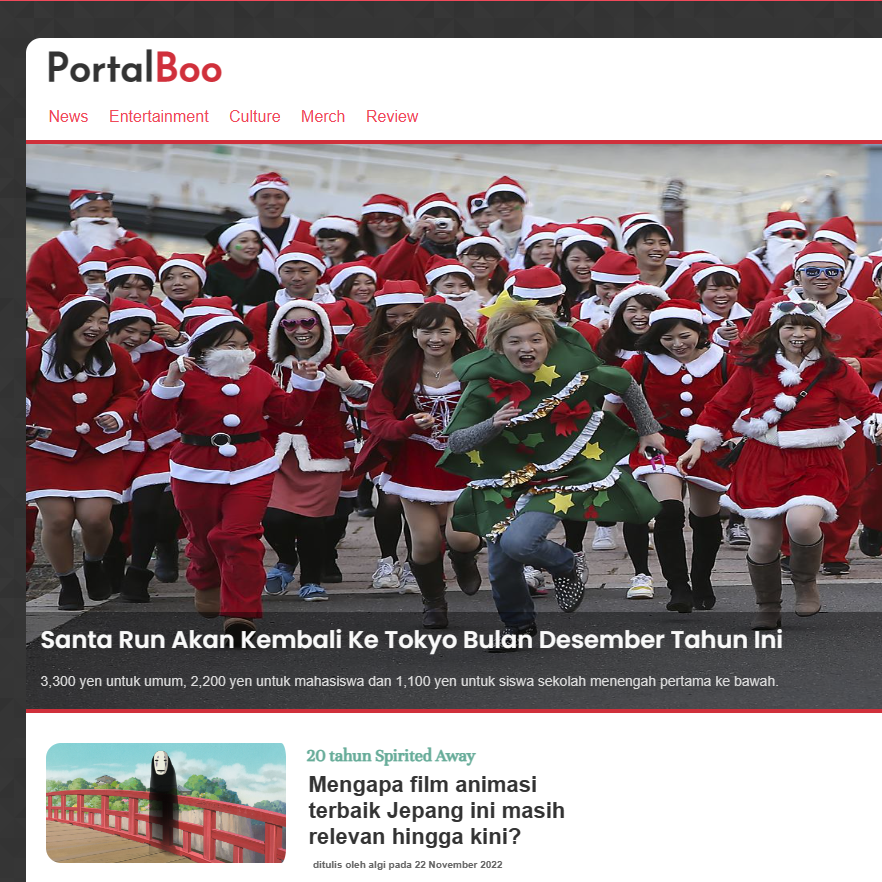 PortalBoo
News Entertainment Culture Merch Review
Santa Run Akan Kembali Ke Tokyo Bulan Desember Tahun Ini
3,300 yen untuk umum, 2,200 yen untuk mahasiswa dan 1,100 yen untuk siswa sekolah menengah pertama ke bawah.
20 tahun Spirited Away
Mengapa film animasi
terbaik Jepang ini masih
relevan hingga kini?
ditulis oleh algi pada 22 November 2022